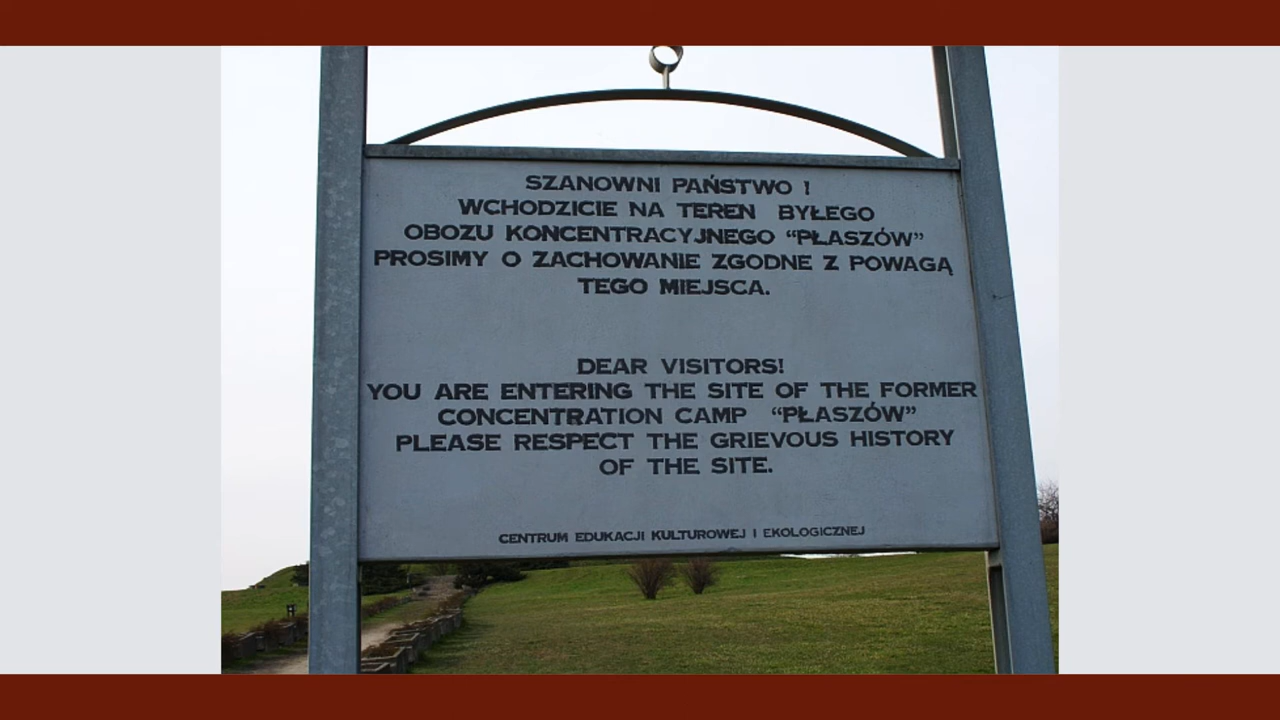 SZANOWNI PAŃSTWO !
WCHODZICIE NA TEREN BYŁEGO
OBOZU KONCENTRACYJNEGO “PŁASZÓW”
PROSIMY O ZACHOWANIE ZGODNE Z POWAGĄ
TEGO MIEJSCA.
DEAR VISITORS!
YOU ARE ENTERING THE SITE OF THE FORMER
CONCENTRATION CAMP “PŁASZÓW”
PLEASE RESPECT THE GRIEVOUS HISTORY
OF THE SITE.
CENTRUM EDUKACJI KULTUROWEJ I EKOLOGICZNEJ